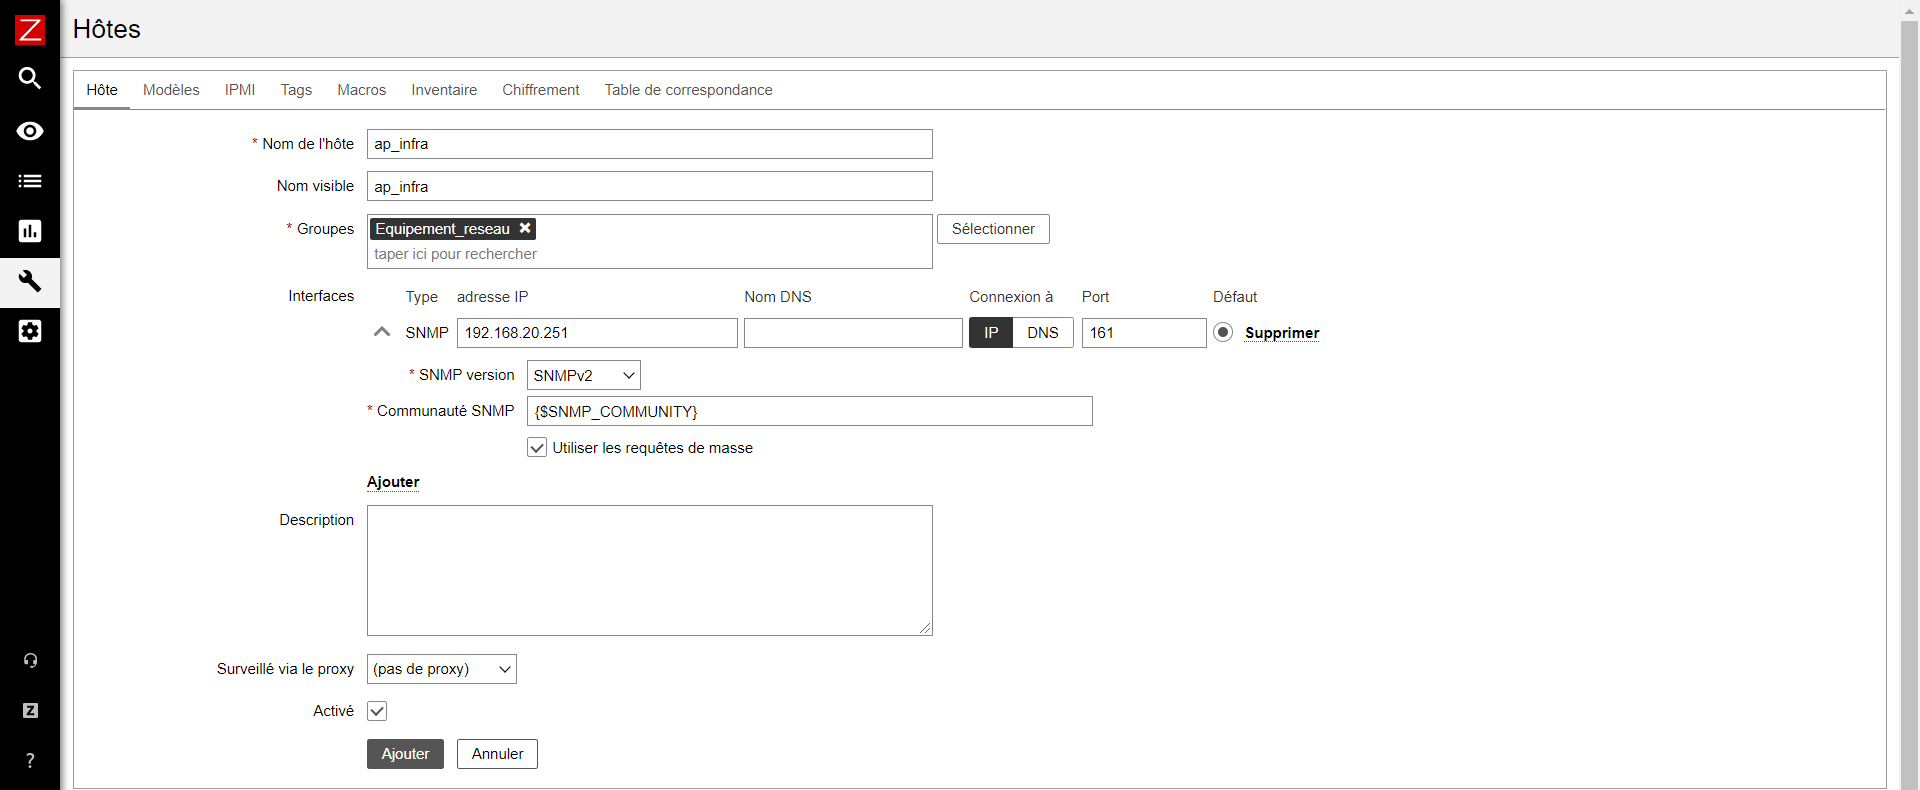 Z
Hôtes
Hôte Modèles IPMI Tags Macros Inventaire Chiffrement Table de correspondance
* Nom de l'hôte ap_infra
Nom visible ap_infra
* Groupes Equipement_reseau Sélectionner
taper ici pour rechercher
Interfaces Type adresse IP Nom DNS Connexion à Port Défaut
SNMP 192.168.20.251 IP DNS 161 Supprimer
* SNMP version SNMPv2
* Communauté SNMP {$SNMP_COMMUNITY}
Utiliser les requêtes de masse
Ajouter
Description
Surveillé via le proxy (pas de proxy)
Activé
Z
Ajouter Annuler
?